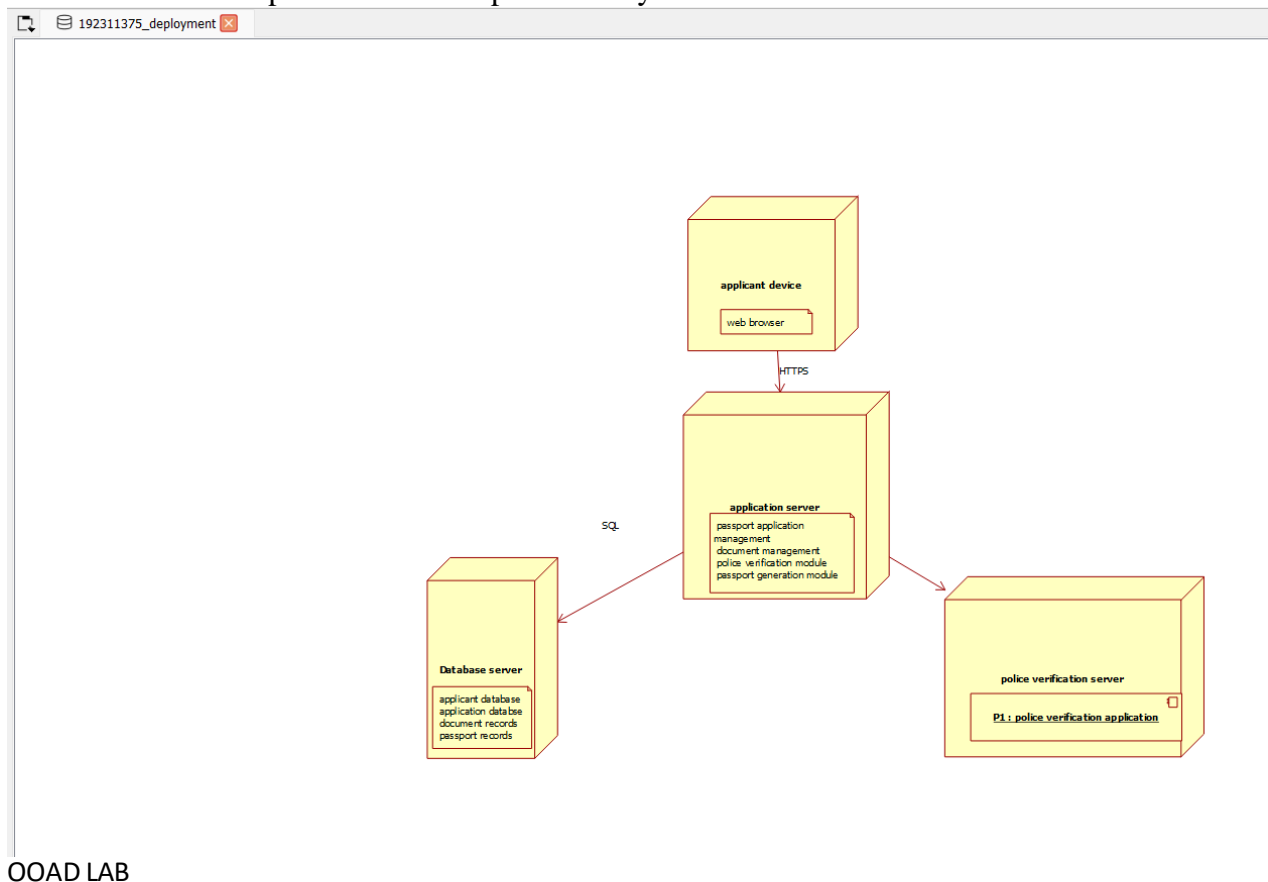 192311375_deployment
applicant device
web browser
HTTPS
application server
passport application
management
document management
police verification module
passport generation module
SQL
Database server
applicant database
application databse
document records
passport records
police verification server
P1 : police verification application
OOAD LAB